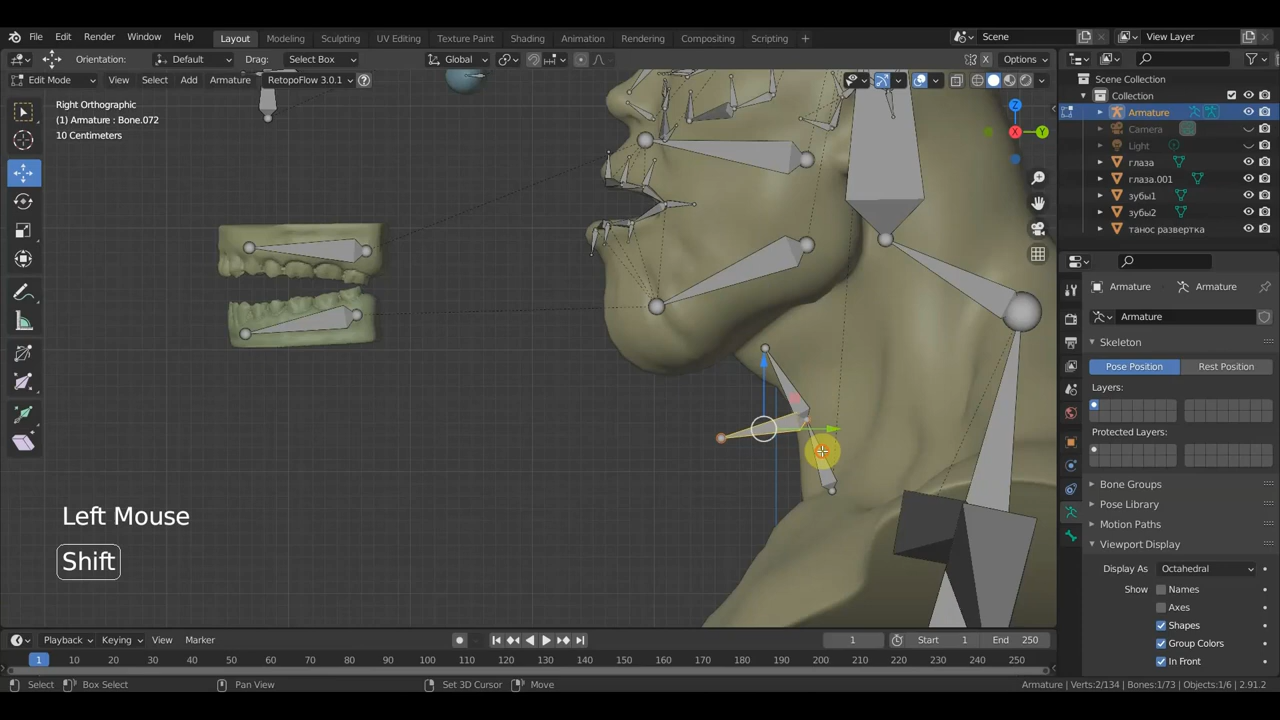 File Edit Render Window Help Layout Modeling Sculpting UV Editing Texture Paint Shading Animation Rendering Compositing Scripting + Scene View Layer
Orientation: Default Drag: Select Box Global Options
Edit Mode View Select Add Armature RetopoFlow 3.0.1
Right Orthographic
(1) Armature : Bone.072
10 Centimeters
Z
X
Y
Left Mouse
Shift
Scene Collection
Collection
Armature
Camera
Light
глаза
глаза.001
зубы1
зубы2
танос развертка
Armature Armature
Armature
Skeleton
Pose Position Rest Position
Layers:
Protected Layers:
Bone Groups
Pose Library
Motion Paths
Viewport Display
Display As Octahedral
Show Names
Axes
Shapes
Group Colors
In Front
Playback Keying View Marker 1 Start 1 End 250
1 10 20 30 40 50 60 70 80 90 100 110 120 130 140 150 160 170 180 190 200 210 220 230 240 250
Select Box Select Pan View Set 3D Cursor Move Armature | Verts:2/134 | Bones:1/73 | Objects:1/6 | 2.91.2